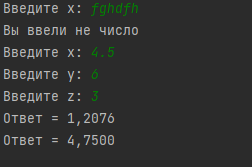 Введите x: fghdfh
Вы ввели не число
Введите x: 4.5
Введите y: 6
Введите z: 3
Ответ = 1,2076
Ответ = 4,7500